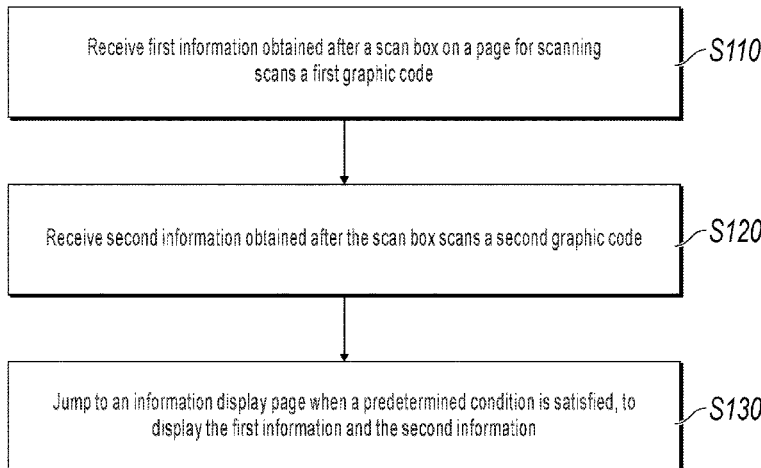 Receive first information obtained after a scan box on a page for scanning
scans a first graphic code
S110
Receive second information obtained after the scan box scans a second graphic code
S120
Jump to an information display page when a predetermined condition is satisfied, to
display the first information and the second information
S130